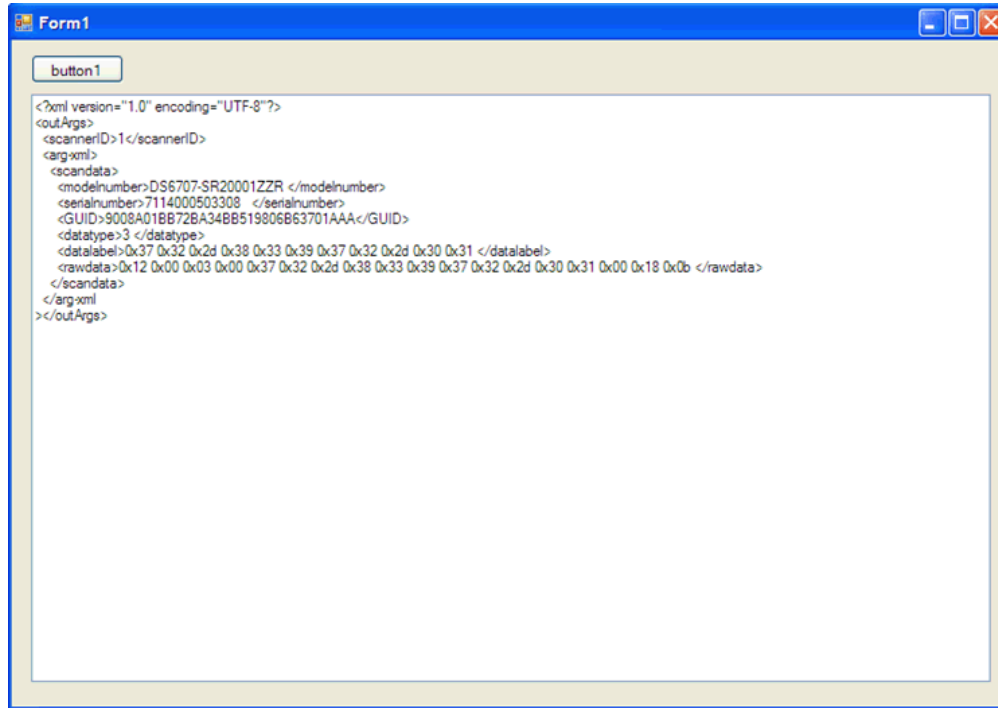 Form1
button1
<?xml version="1.0" encoding="UTF-8"?>
<outArgs>
<scannerID>1</scannerID>
<arg-xml>
<scandata>
<modelnumber>DS6707-SR20001ZZR </modelnumber>
<serialnumber>7114000503308   </serialnumber>
<GUID>9008A01BB72BA34BB519806B63701AAA</GUID>
<datatype>3 </datatype>
<datalabel>0x37 0x32 0x2d 0x38 0x33 0x39 0x37 0x32 0x2d 0x30 0x31 </datalabel>
<rawdata>0x12 0x00 0x03 0x00 0x37 0x32 0x2d 0x38 0x33 0x39 0x37 0x32 0x2d 0x30 0x31 0x00 0x18 0x0b </rawdata>
</scandata>
</arg-xml
></outArgs>